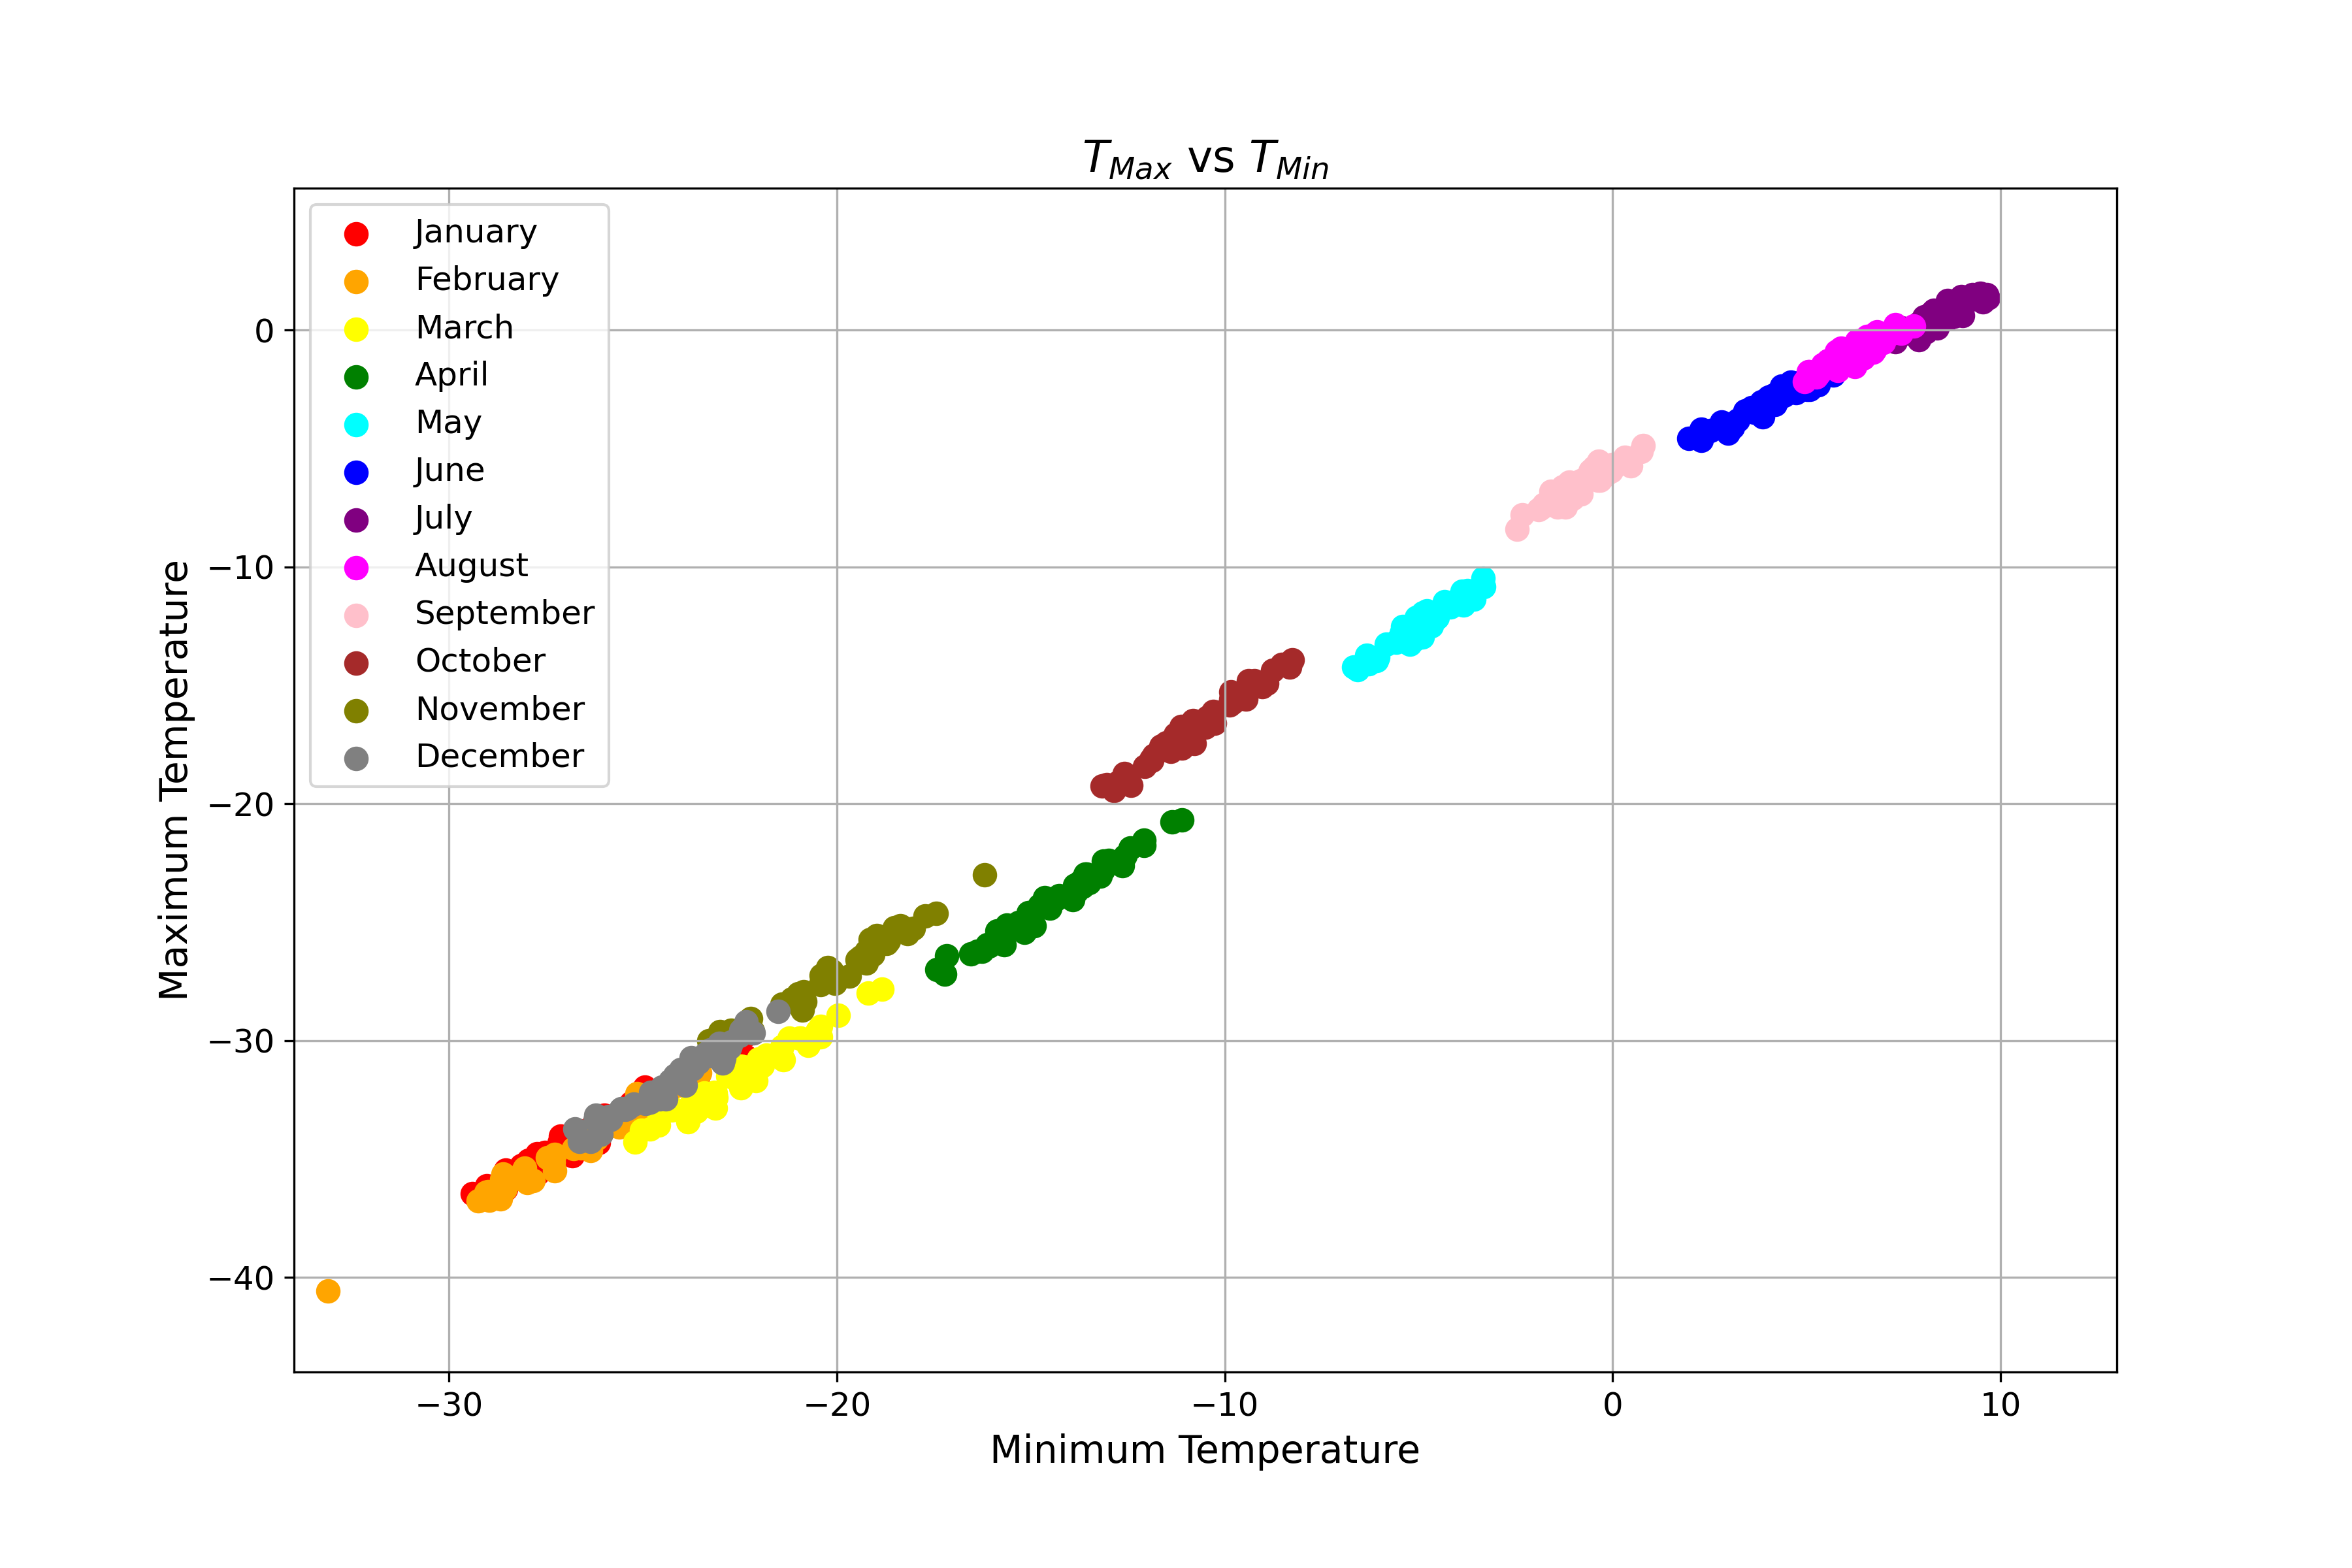 T_Max vs T_Min
January
February
March
April
May
June
July
August
September
October
November
December
0
−10
−20
−30
−40
Maximum Temperature
−30
−20
−10
0
10
Minimum Temperature